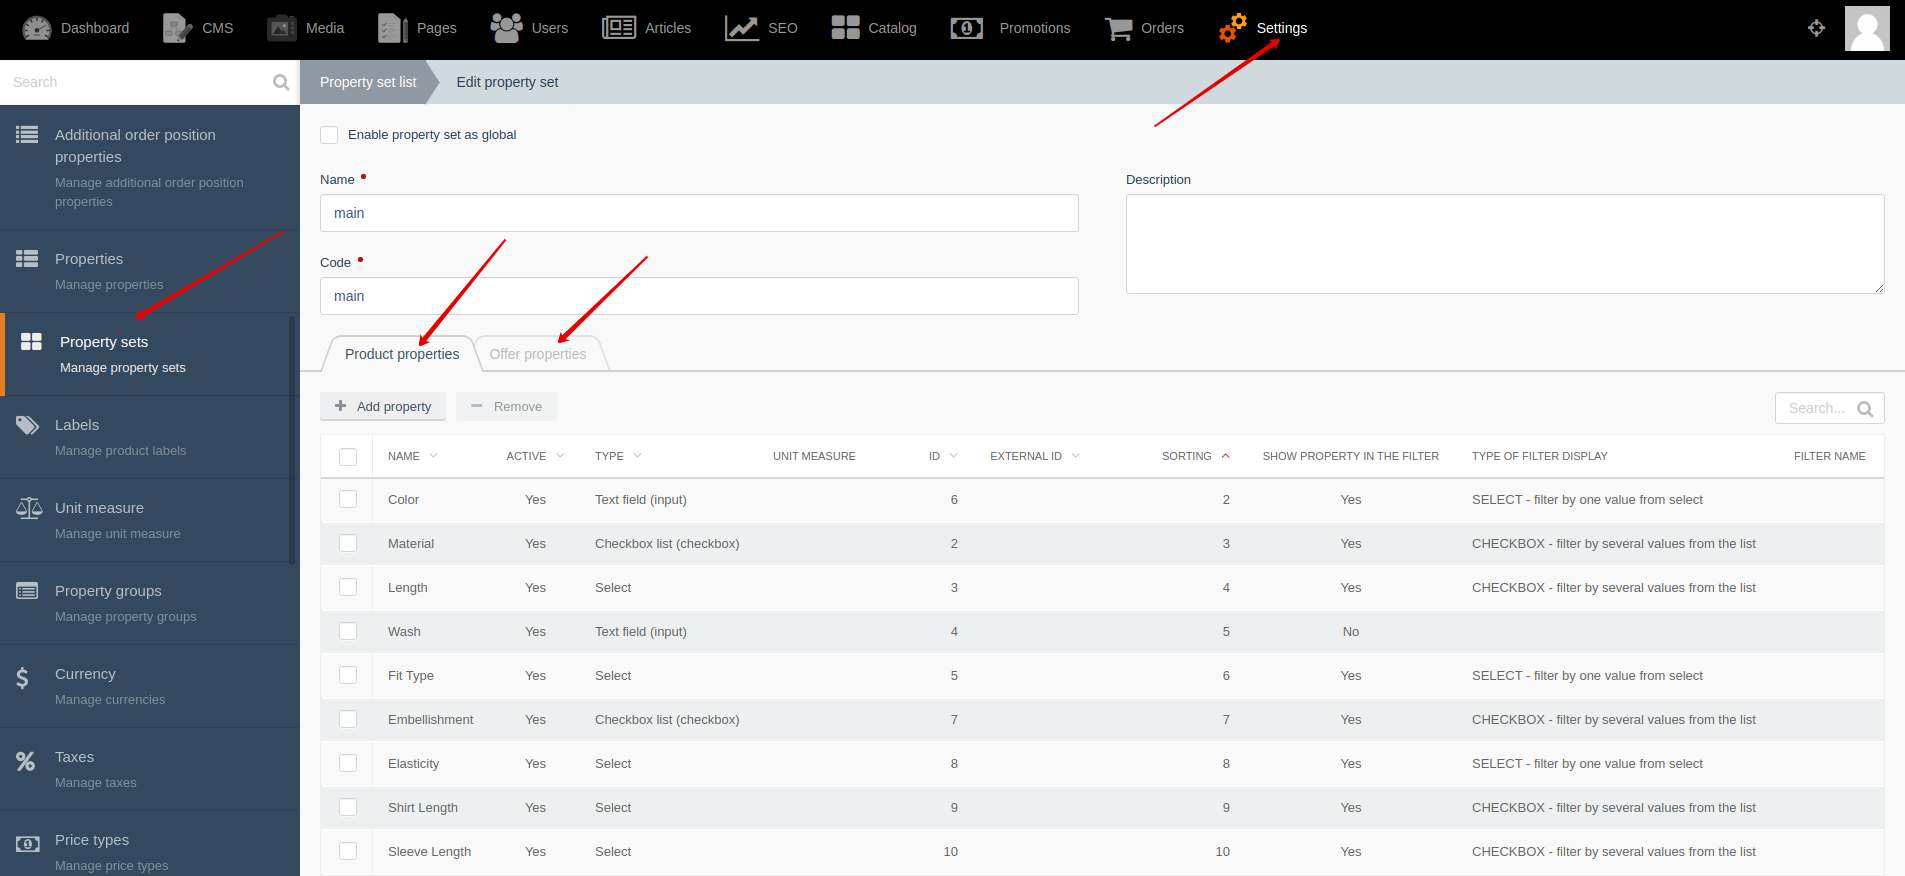 Dashboard CMS Media Pages Users Articles SEO Catalog Promotions Orders Settings
Search
Property set list Edit property set
Additional order position
properties
Manage additional order position
properties
Properties
Manage properties
Property sets
Manage property sets
Labels
Manage product labels
Unit measure
Manage unit measure
Property groups
Manage property groups
Currency
Manage currencies
Taxes
Manage taxes
Price types
Manage price types
Enable property set as global
Name
main
Description
Code
main
Product properties Offer properties
Add property Remove
Search...
NAME ACTIVE TYPE UNIT MEASURE ID EXTERNAL ID SORTING SHOW PROPERTY IN THE FILTER TYPE OF FILTER DISPLAY FILTER NAME
Color Yes Text field (input) 6 2 Yes SELECT - filter by one value from select
Material Yes Checkbox list (checkbox) 2 3 Yes CHECKBOX - filter by several values from the list
Length Yes Select 3 4 Yes CHECKBOX - filter by several values from the list
Wash Yes Text field (input) 4 5 No
Fit Type Yes Select 5 6 Yes SELECT - filter by one value from select
Embellishment Yes Checkbox list (checkbox) 7 7 Yes CHECKBOX - filter by several values from the list
Elasticity Yes Select 8 8 Yes SELECT - filter by one value from select
Shirt Length Yes Select 9 9 Yes CHECKBOX - filter by several values from the list
Sleeve Length Yes Select 10 10 Yes CHECKBOX - filter by several values from the list